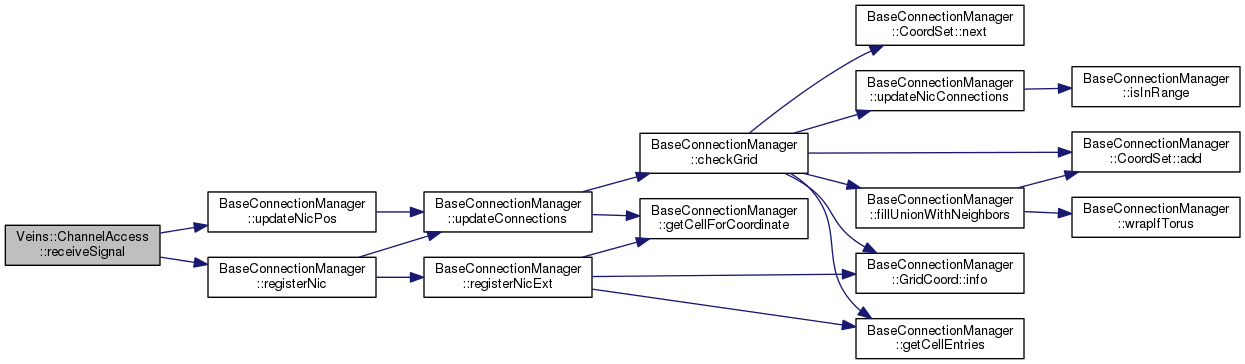 Veins::ChannelAccess
::receiveSignal
BaseConnectionManager
::updateNicPos
BaseConnectionManager
::registerNic
BaseConnectionManager
::updateConnections
BaseConnectionManager
::registerNicExt
BaseConnectionManager
::checkGrid
BaseConnectionManager
::getCellForCoordinate
BaseConnectionManager
::CoordSet::next
BaseConnectionManager
::updateNicConnections
BaseConnectionManager
::fillUnionWithNeighbors
BaseConnectionManager
::GridCoord::info
BaseConnectionManager
::getCellEntries
BaseConnectionManager
::isInRange
BaseConnectionManager
::CoordSet::add
BaseConnectionManager
::wrapIfTorus